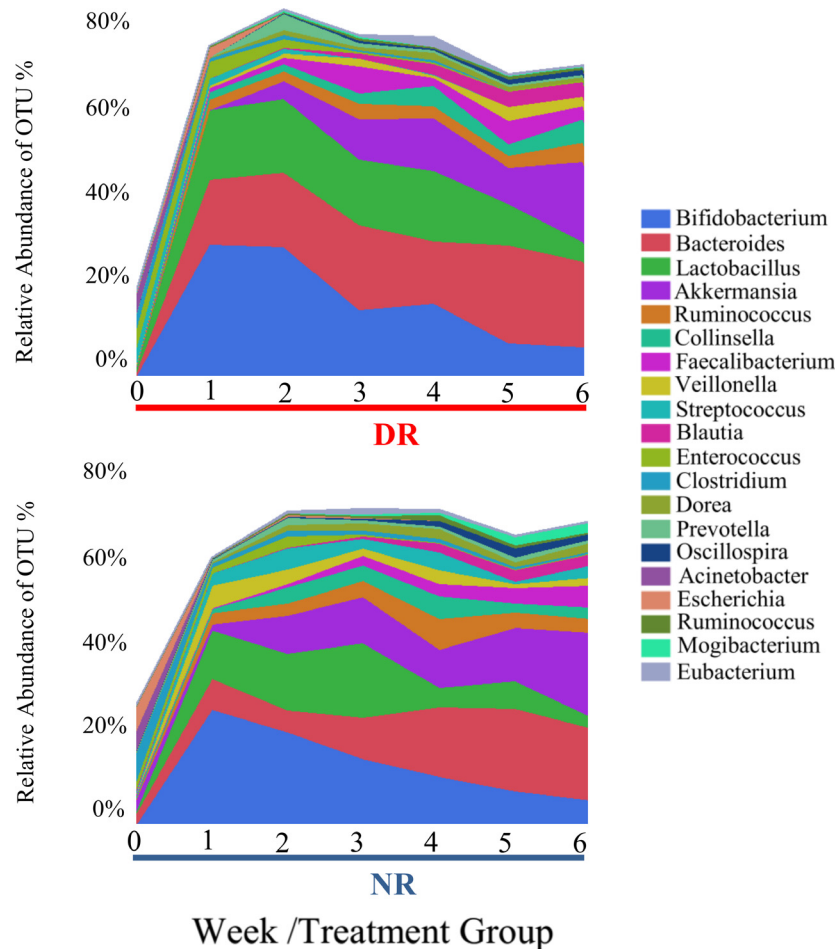 80%
60%
40%
20%
0%
Relative Abundance of OTU %
0 1 2 3 4 5 6
DR
80%
60%
40%
20%
0%
Relative Abundance of OTU %
0 1 2 3 4 5 6
NR
Week /Treatment Group
Bifidobacterium
Bacteroides
Lactobacillus
Akkermansia
Ruminococcus
Collinsella
Faecalibacterium
Veillonella
Streptococcus
Blautia
Enterococcus
Clostridium
Dorea
Prevotella
Oscillospira
Acinetobacter
Escherichia
Ruminococcus
Mogibacterium
Eubacterium